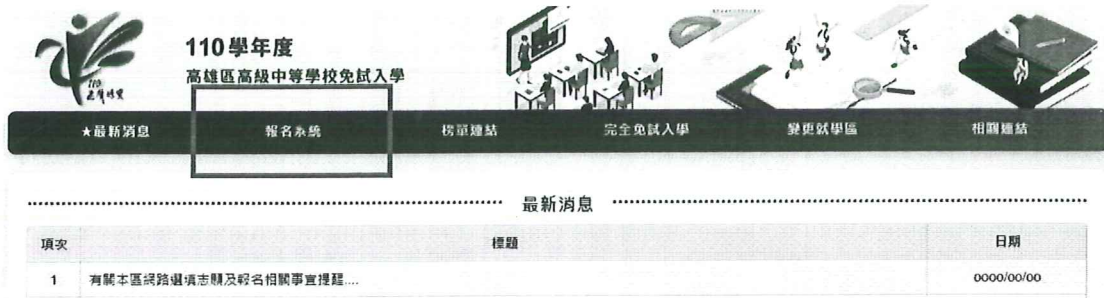 110學年度
高雄區高級中等學校免試入學
110
★最新消息 報名系統 榜單連結 完全免試入學 變更就學區 相關連結
最新消息
項次 標題 日期
1 有關本區網路選填志願及報名相關事宜提醒.... 0000/00/00